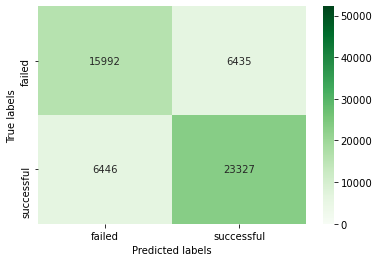 True labels
failed
successful
15992
6435
6446
23327
failed
successful
Predicted labels
50000
40000
30000
20000
10000
0